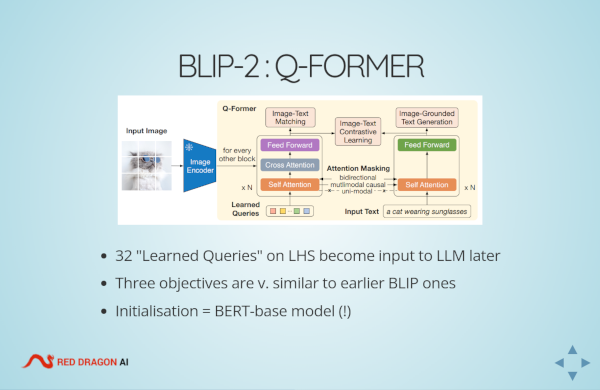 BLIP-2 : Q-FORMER
Q-Former
Image-Text
Matching
Image-Text
Contrastive
Learning
Image-Grounded
Text Generation
Input Image
Image
Encoder
for every
other block
Feed Forward
Cross Attention
Self Attention
x N
Attention Masking
bidirectional
mutlimodal causal
uni-modal
Feed Forward
Self Attention
x N
Learned
Queries
...
Input Text
a cat wearing sunglasses
• 32 "Learned Queries" on LHS become input to LLM later
• Three objectives are v. similar to earlier BLIP ones
• Initialisation = BERT-base model (!)
RED DRAGON AI